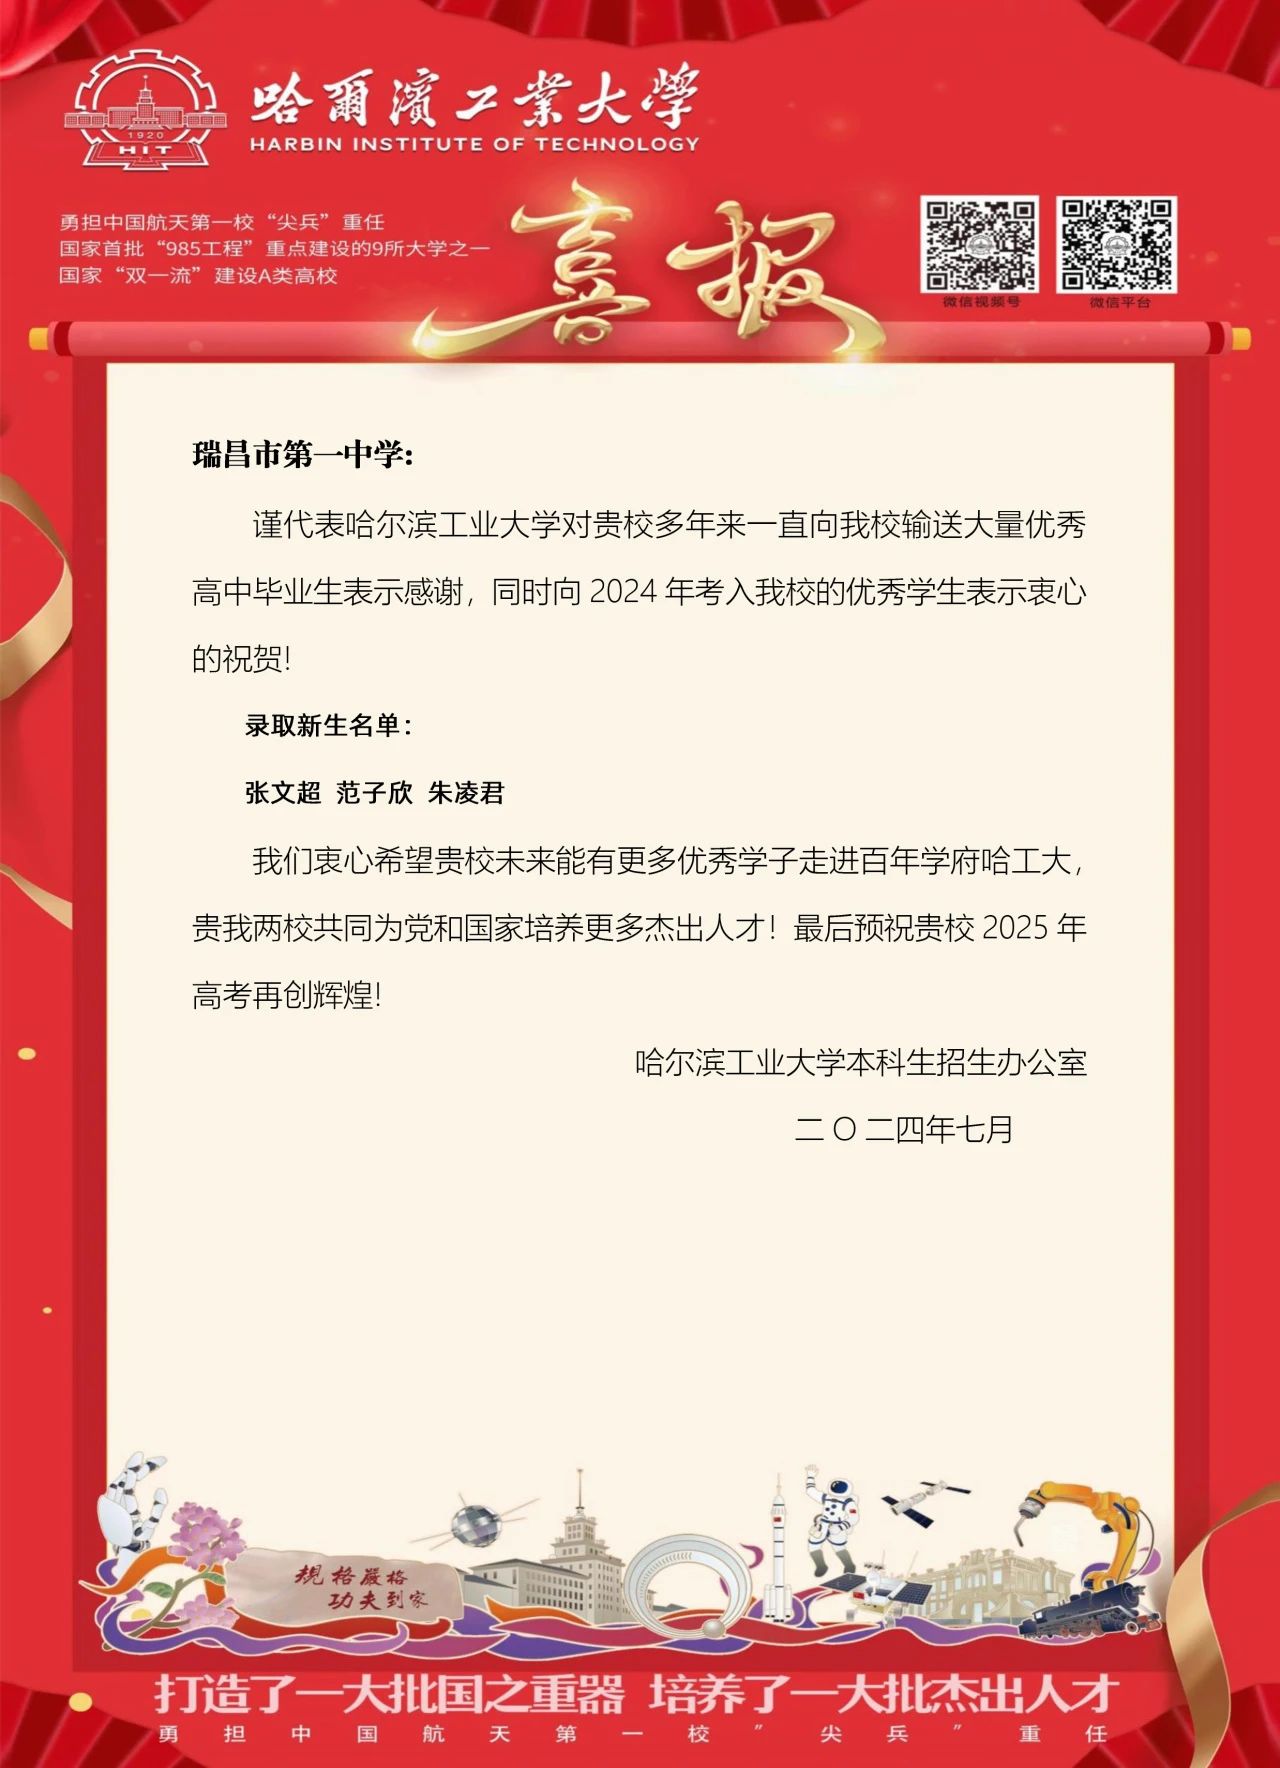 哈爾濱工業大學
HARBIN INSTITUTE OF TECHNOLOGY
1920
HIT
勇担中国航天第一校“尖兵”重任
国家首批“985工程”重点建设的9所大学之一
国家“双一流”建设A类高校
喜报
微信视频号
微信平台
瑞昌市第一中学:
谨代表哈尔滨工业大学对贵校多年来一直向我校输送大量优秀
高中毕业生表示感谢，同时向 2024 年考入我校的优秀学生表示衷心
的祝贺!
录取新生名单：
张文超 范子欣 朱凌君
我们衷心希望贵校未来能有更多优秀学子走进百年学府哈工大，
贵我两校共同为党和国家培养更多杰出人才！最后预祝贵校 2025 年
高考再创辉煌!
哈尔滨工业大学本科生招生办公室
二 O 二四年七月
規格嚴格
功夫到家
打造了一大批国之重器 培养了一大批杰出人才
勇担中国航天第一校“尖兵”重任